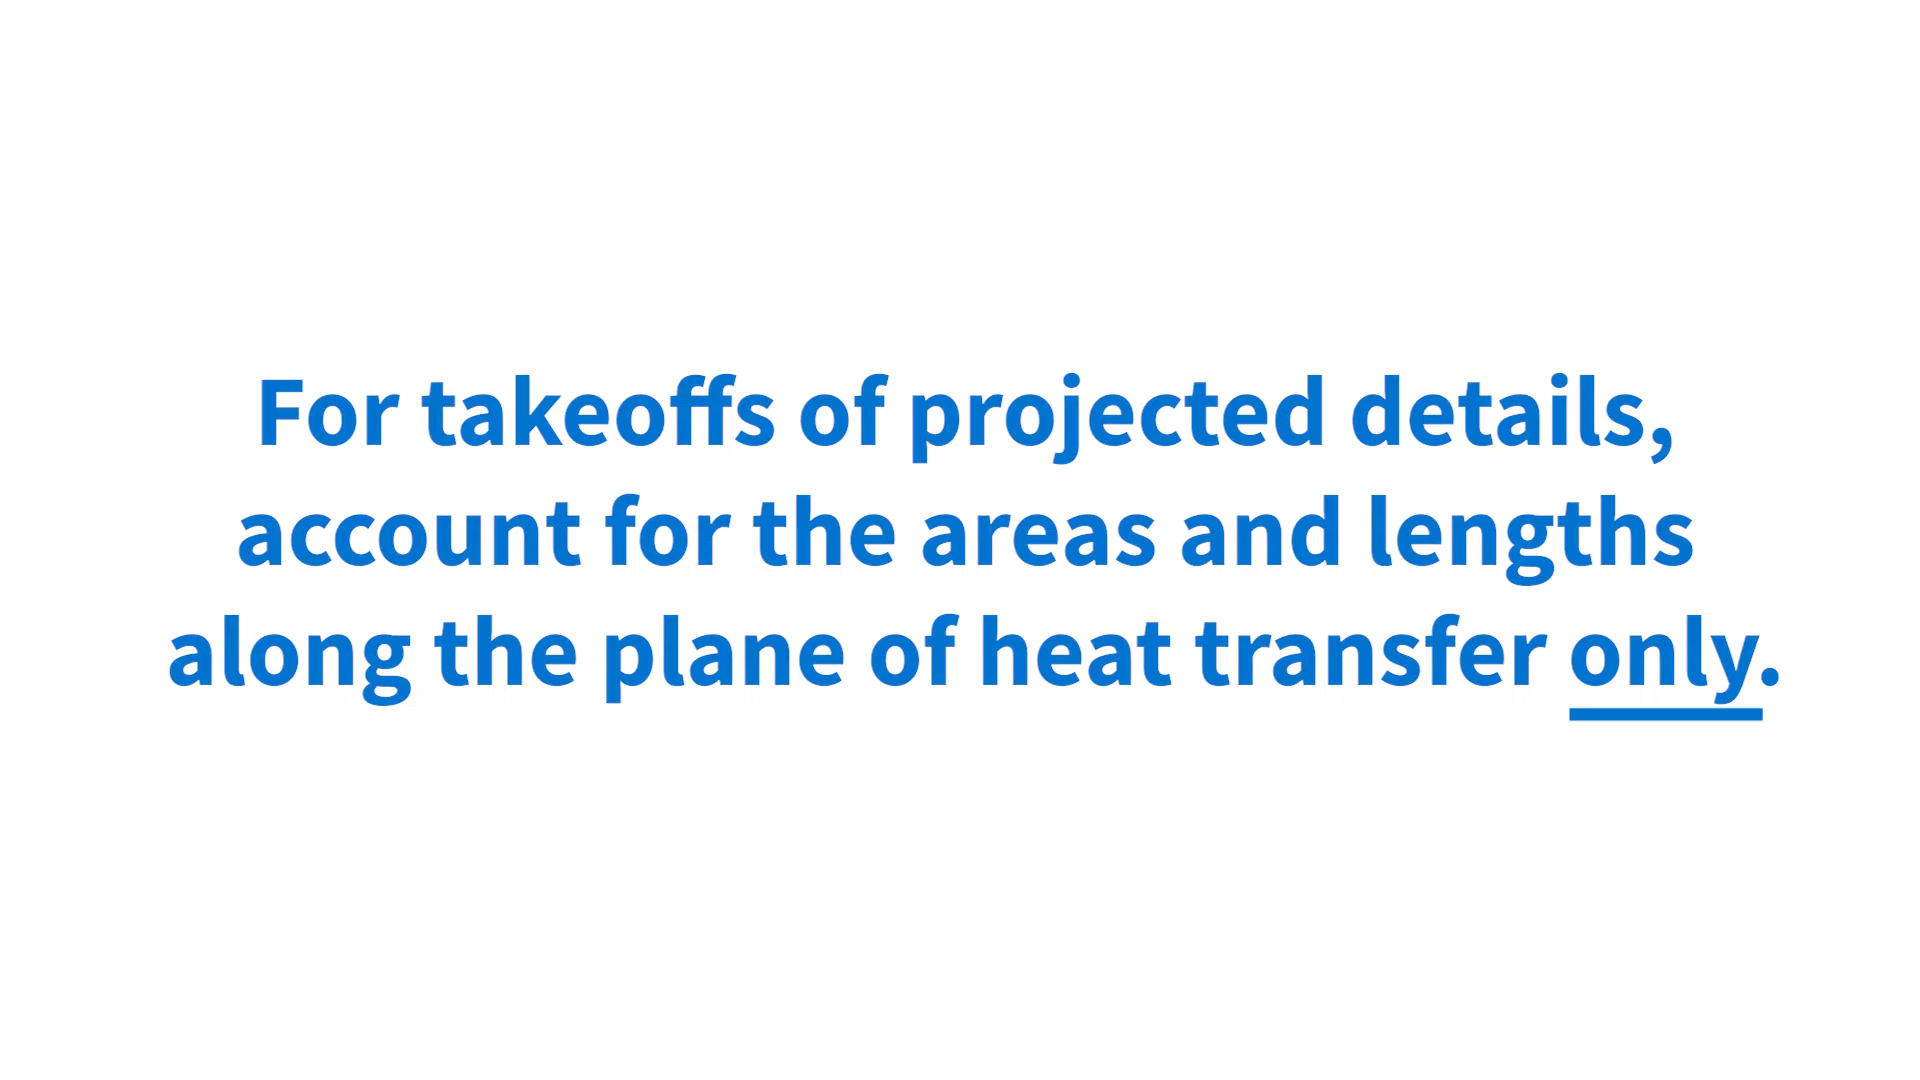 For takeoffs of projected details,
account for the areas and lengths
along the plane of heat transfer only.